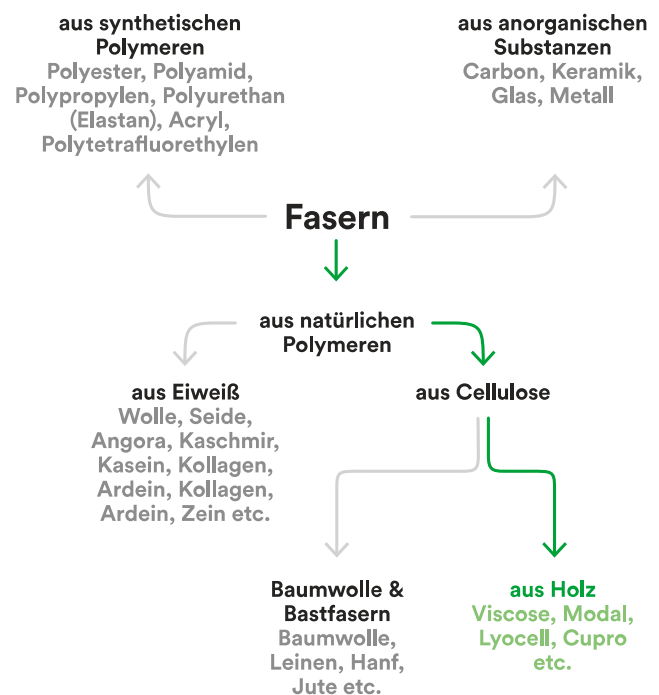 aus synthetischen
Polymeren
Polyester, Polyamid,
Polypropylen, Polyurethan
(Elastan), Acryl,
Polytetrafluorethylen
aus anorganischen
Substanzen
Carbon, Keramik,
Glas, Metall
Fasern
aus natürlichen
Polymeren
aus Eiweiß
Wolle, Seide,
Angora, Kaschmir,
Kasein, Kollagen,
Ardein, Kollagen,
Ardein, Zein etc.
aus Cellulose
Baumwolle &
Bastfasern
Baumwolle,
Leinen, Hanf,
Jute etc.
aus Holz
Viscose, Modal,
Lyocell, Cupro
etc.